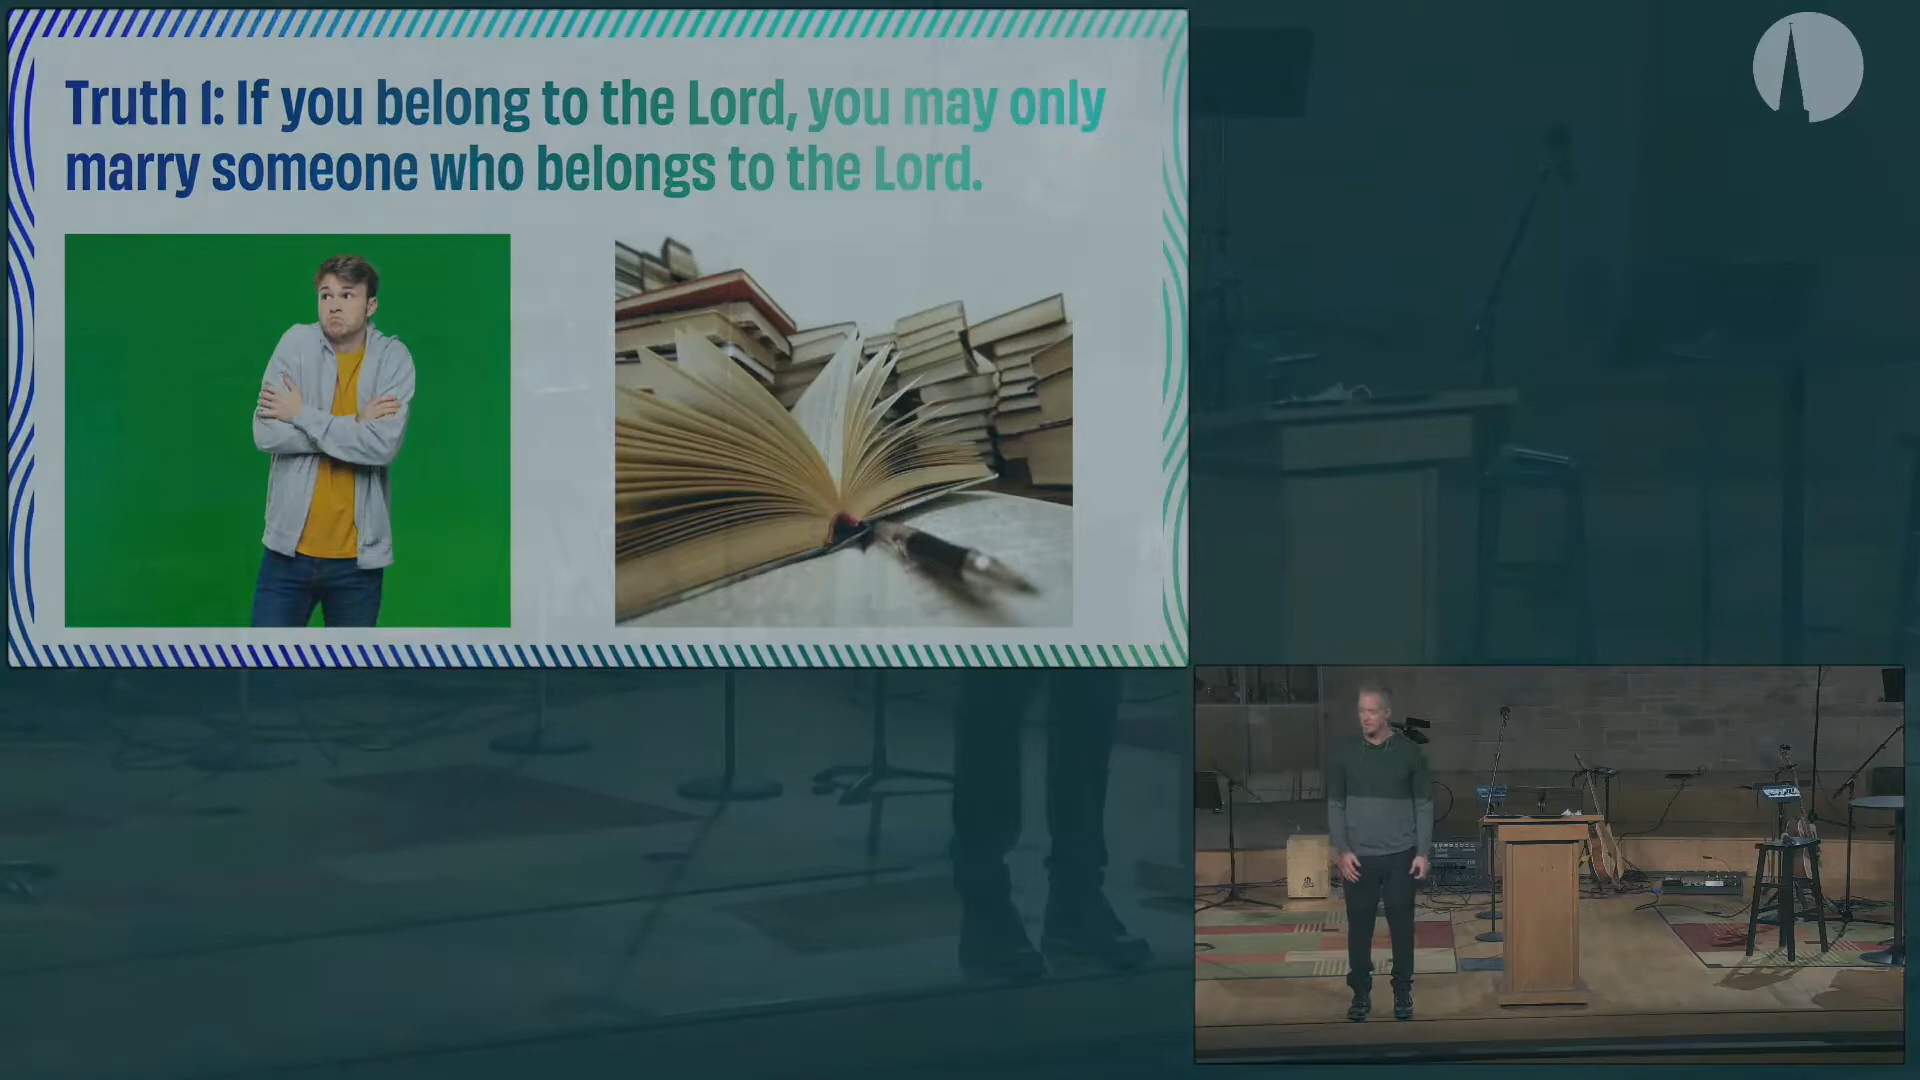 Truth 1: If you belong to the Lord, you may only
marry someone who belongs to the Lord.